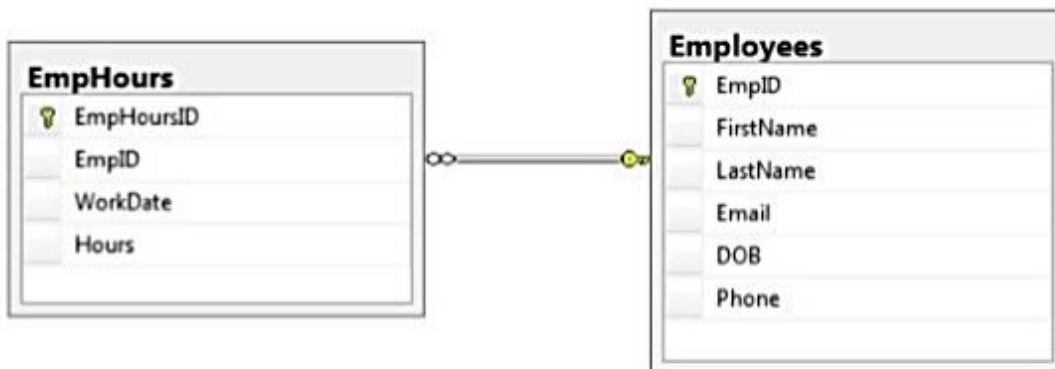 EmpHours
EmpHoursID
EmpID
WorkDate
Hours
Employees
EmpID
FirstName
LastName
Email
DOB
Phone